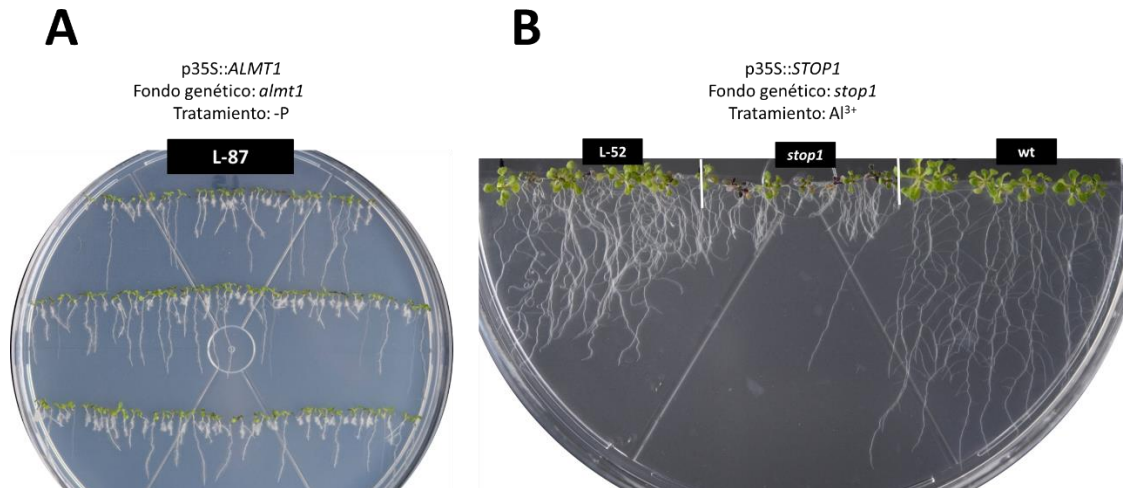 A
p35S::ALMT1
Fondo genético: almt1
Tratamiento: -P
L-87
B
p35S::STOP1
Fondo genético: stop1
Tratamiento: Al³⁺
L-52
stop1
wt